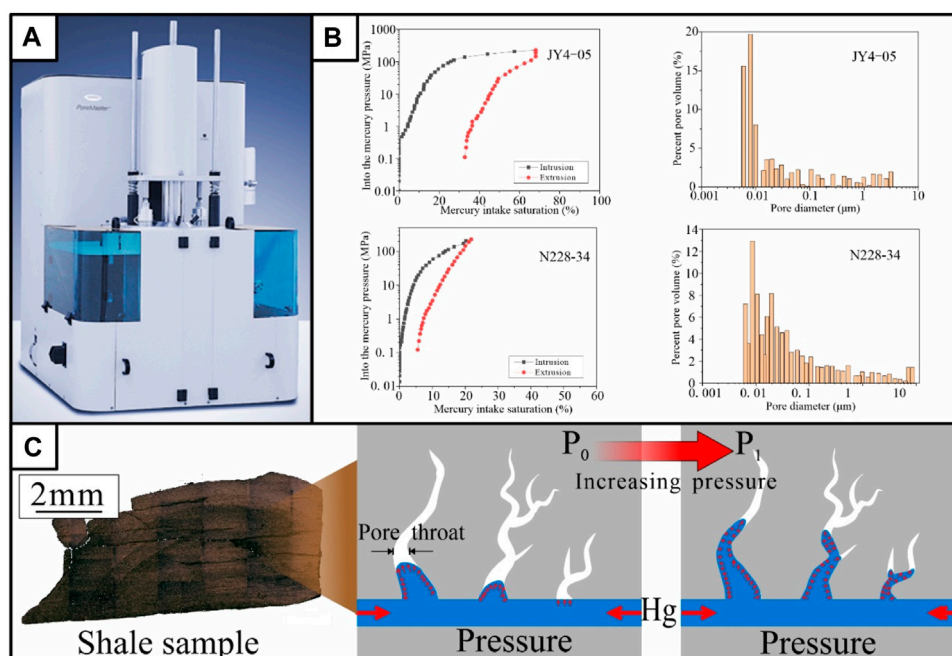 A
PoreMaster
B
Into the mercury pressure (MPa)
1000
100
10
1
0.1
0.01
JY4-05
Intrusion
Extrusion
0 20 40 60 80 100
Mercury intake saturation (%)
Percent pore volume (%)
20
15
10
5
0
JY4-05
0.001 0.01 0.1 1 10
Pore diameter (μm)
Into the mercury pressure (MPa)
100
10
1
0.1
0.01
N228-34
Intrusion
Extrusion
0 10 20 30 40 50 60
Mercury intake saturation (%)
Percent pore volume (%)
14
12
10
8
6
4
2
0
N228-34
0.001 0.01 0.1 1 10
Pore diameter (μm)
C
2mm
Shale sample
Pore throat
P0
P1
Increasing pressure
Hg
Pressure
Pressure